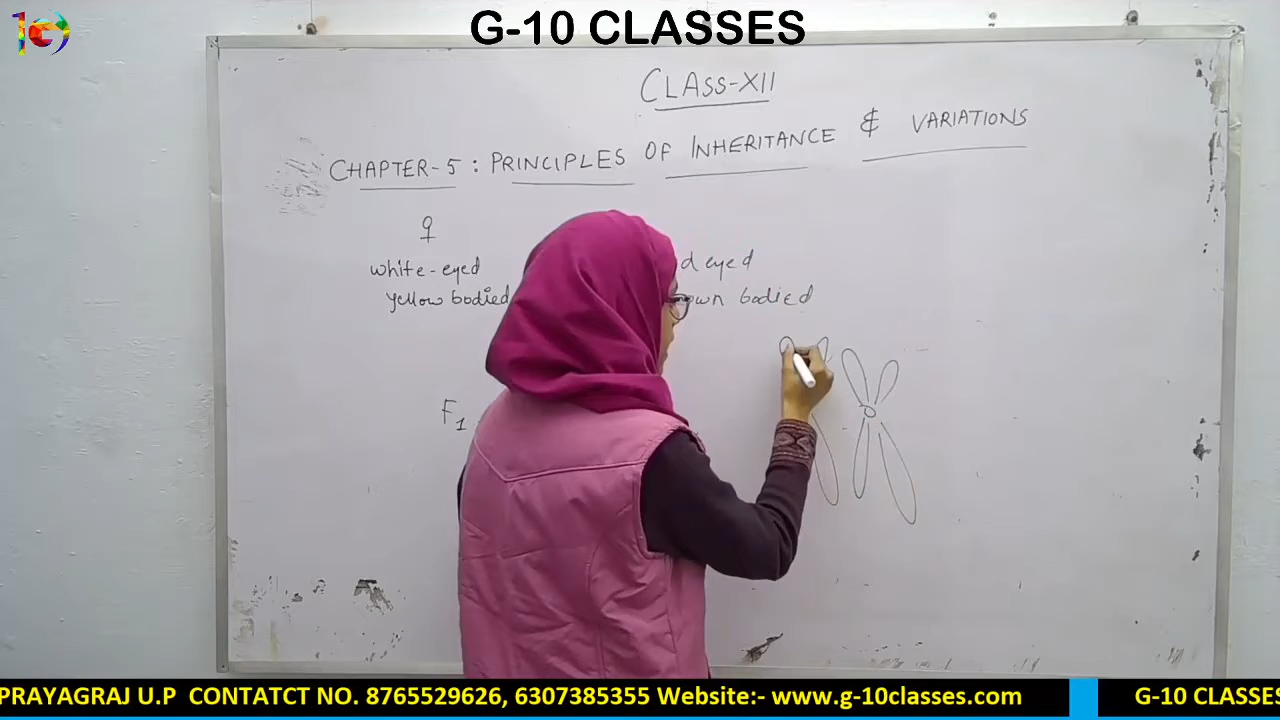 G-10 CLASSES
CLASS-XII
CHAPTER-5 : PRINCIPLES OF INHERITANCE & VARIATIONS
♀
white-eyed d eyed
yellow bodied own bodied
F1
PRAYAGRAJ U.P CONTATCT NO. 8765529626, 6307385355 Website:- www.g-10classes.com G-10 CLASSES